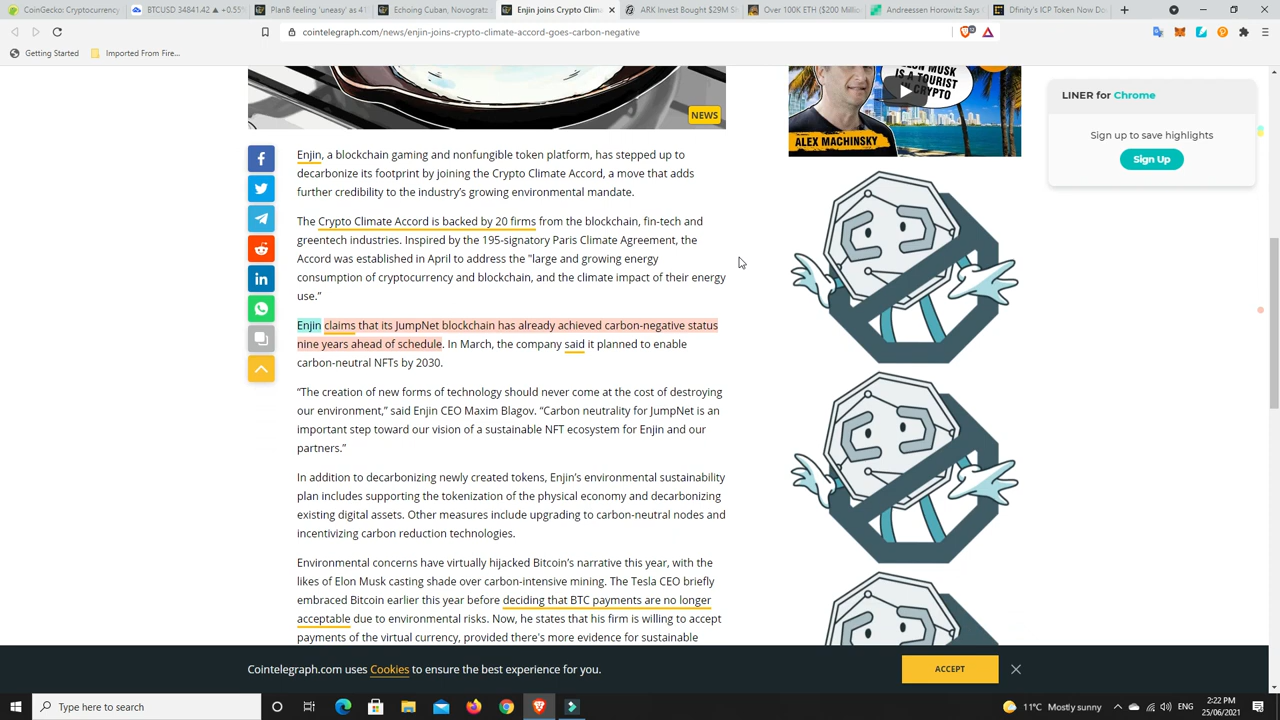 CoinGecko: Cryptocurrency
BTCUSD 34841.42 ▲ +0.55%
PlanB feeling 'uneasy' as 41
Echoing Cuban, Novogratz
Enjin joins Crypto Clima
ARK Invest Bought $29M S
Over 100K ETH ($200 Millio
Andreessen Horowitz Says
Dfinity's ICP Token Now Do
cointelegraph.com/news/enjin-joins-crypto-climate-accord-goes-carbon-negative
Getting Started
Imported From Fire...
NEWS
IS A TOURIST
IN CRYPTO
ALEX MACHINSKY
LINER for Chrome
Sign up to save highlights
Sign Up
Enjin, a blockchain gaming and nonfungible token platform, has stepped up to
decarbonize its footprint by joining the Crypto Climate Accord, a move that adds
further credibility to the industry's growing environmental mandate.
The Crypto Climate Accord is backed by 20 firms from the blockchain, fin-tech and
greentech industries. Inspired by the 195-signatory Paris Climate Agreement, the
Accord was established in April to address the "large and growing energy
consumption of cryptocurrency and blockchain, and the climate impact of their energy
use."
Enjin claims that its JumpNet blockchain has already achieved carbon-negative status
nine years ahead of schedule. In March, the company said it planned to enable
carbon-neutral NFTs by 2030.
“The creation of new forms of technology should never come at the cost of destroying
our environment,” said Enjin CEO Maxim Blagov. “Carbon neutrality for JumpNet is an
important step toward our vision of a sustainable NFT ecosystem for Enjin and our
partners.”
In addition to decarbonizing newly created tokens, Enjin’s environmental sustainability
plan includes supporting the tokenization of the physical economy and decarbonizing
existing digital assets. Other measures include upgrading to carbon-neutral nodes and
incentivizing carbon reduction technologies.
Environmental concerns have virtually hijacked Bitcoin’s narrative this year, with the
likes of Elon Musk casting shade over carbon-intensive mining. The Tesla CEO briefly
embraced Bitcoin earlier this year before deciding that BTC payments are no longer
acceptable due to environmental risks. Now, he states that his firm is willing to accept
payments of the virtual currency, provided there's more evidence for sustainable
Cointelegraph.com uses Cookies to ensure the best experience for you.
ACCEPT
Type here to search
11°C Mostly sunny
ENG
2:22 PM
25/06/2021